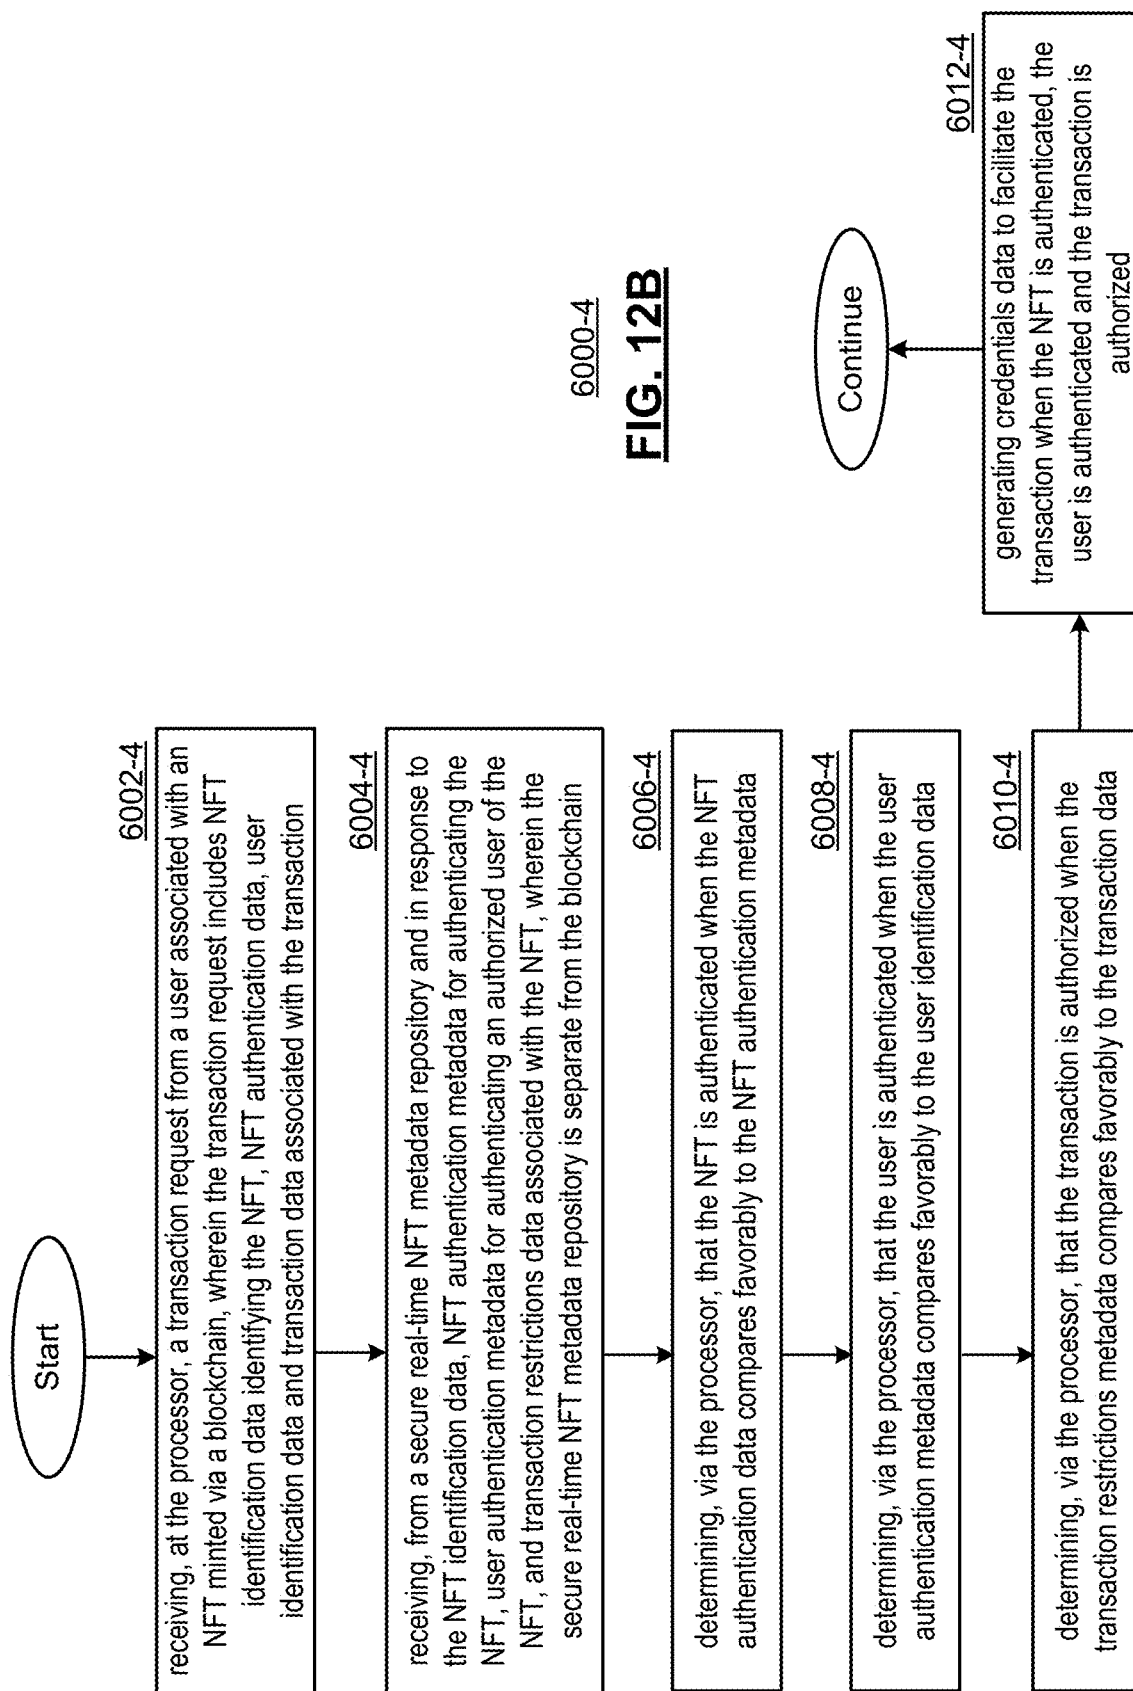 Start
6002-4
receiving, at the processor, a transaction request from a user associated with an
NFT minted via a blockchain, wherein the transaction request includes NFT
identification data identifying the NFT, NFT authentication data, user
identification data and transaction data associated with the transaction
6004-4
receiving, from a secure real-time NFT metadata repository and in response to
the NFT identification data, NFT authentication metadata for authenticating the
NFT, user authentication metadata for authenticating an authorized user of the
NFT, and transaction restrictions data associated with the NFT, wherein the
secure real-time NFT metadata repository is separate from the blockchain
6006-4
determining, via the processor, that the NFT is authenticated when the NFT
authentication data compares favorably to the NFT authentication metadata
6008-4
determining, via the processor, that the user is authenticated when the user
authentication metadata compares favorably to the user identification data
6010-4
determining, via the processor, that the transaction is authorized when the
transaction restrictions metadata compares favorably to the transaction data
6012-4
generating credentials data to facilitate the
transaction when the NFT is authenticated, the
user is authenticated and the transaction is
authorized
Continue
6000-4
FIG. 12B